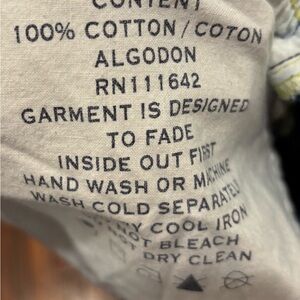 CONTENT
100% COTTON / COTON
ALGODON
RN111642
GARMENT IS DESIGNED
TO FADE
INSIDE OUT FIRST
HAND WASH OR MACHINE
WASH COLD SEPARATELY
COOL IRON
NOT BLEACH
DRY CLEAN